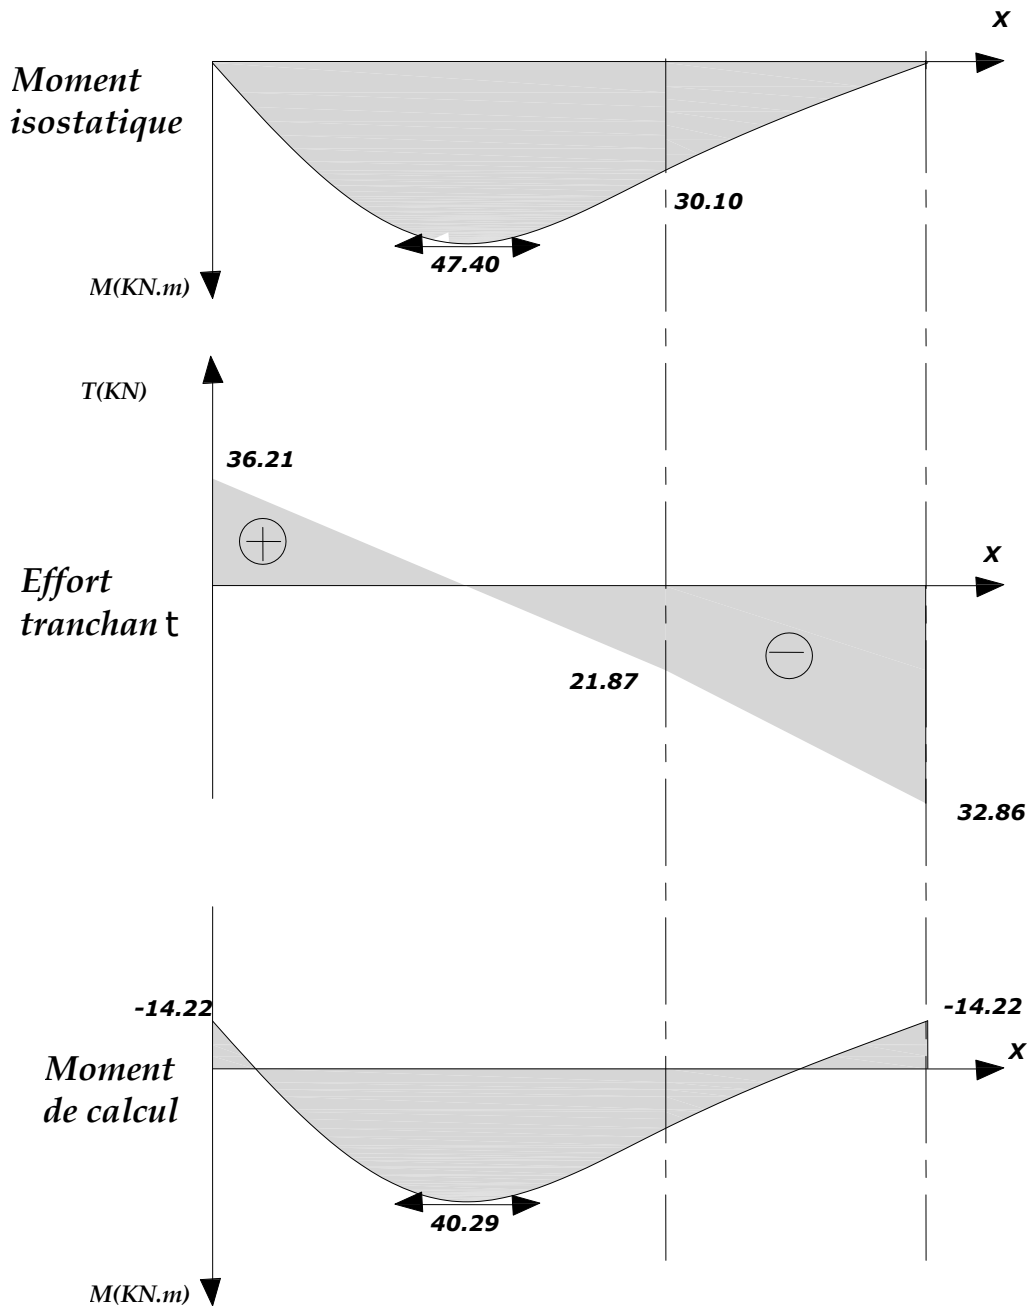 X
Moment
isostatique
30.10
47.40
M(KN.m)
T(KN)
36.21
X
Effort
tranchan t
21.87
32.86
-14.22
-14.22
X
Moment
de calcul
40.29
M(KN.m)